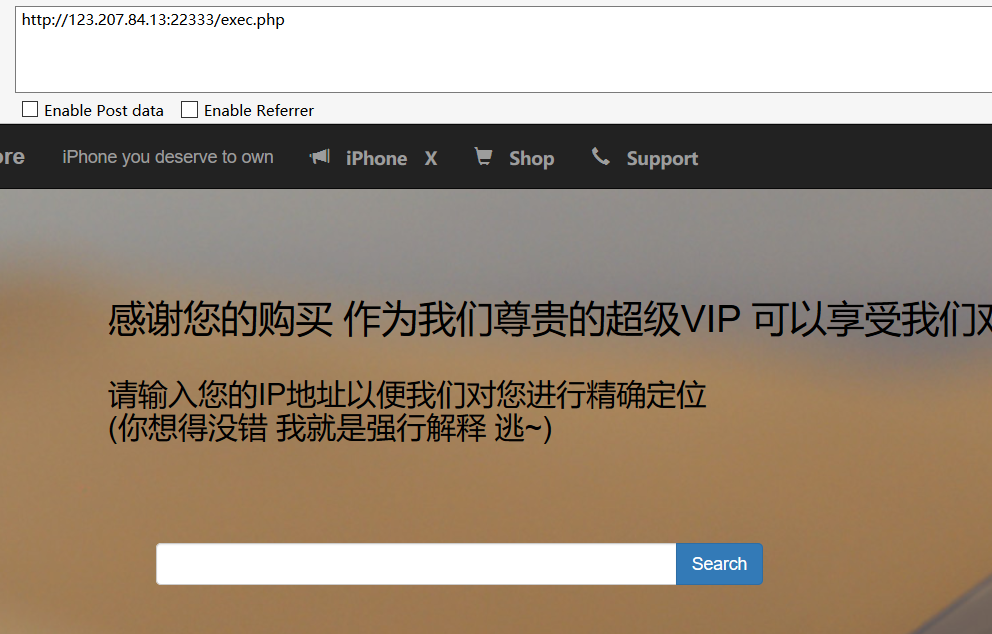 http://123.207.84.13:22333/exec.php
Enable Post data Enable Referrer
ore iPhone you deserve to own iPhone X Shop Support
感谢您的购买 作为我们尊贵的超级VIP 可以享受我们对
请输入您的IP地址以便我们对您进行精确定位
(你想得没错 我就是强行解释 逃~)
Search